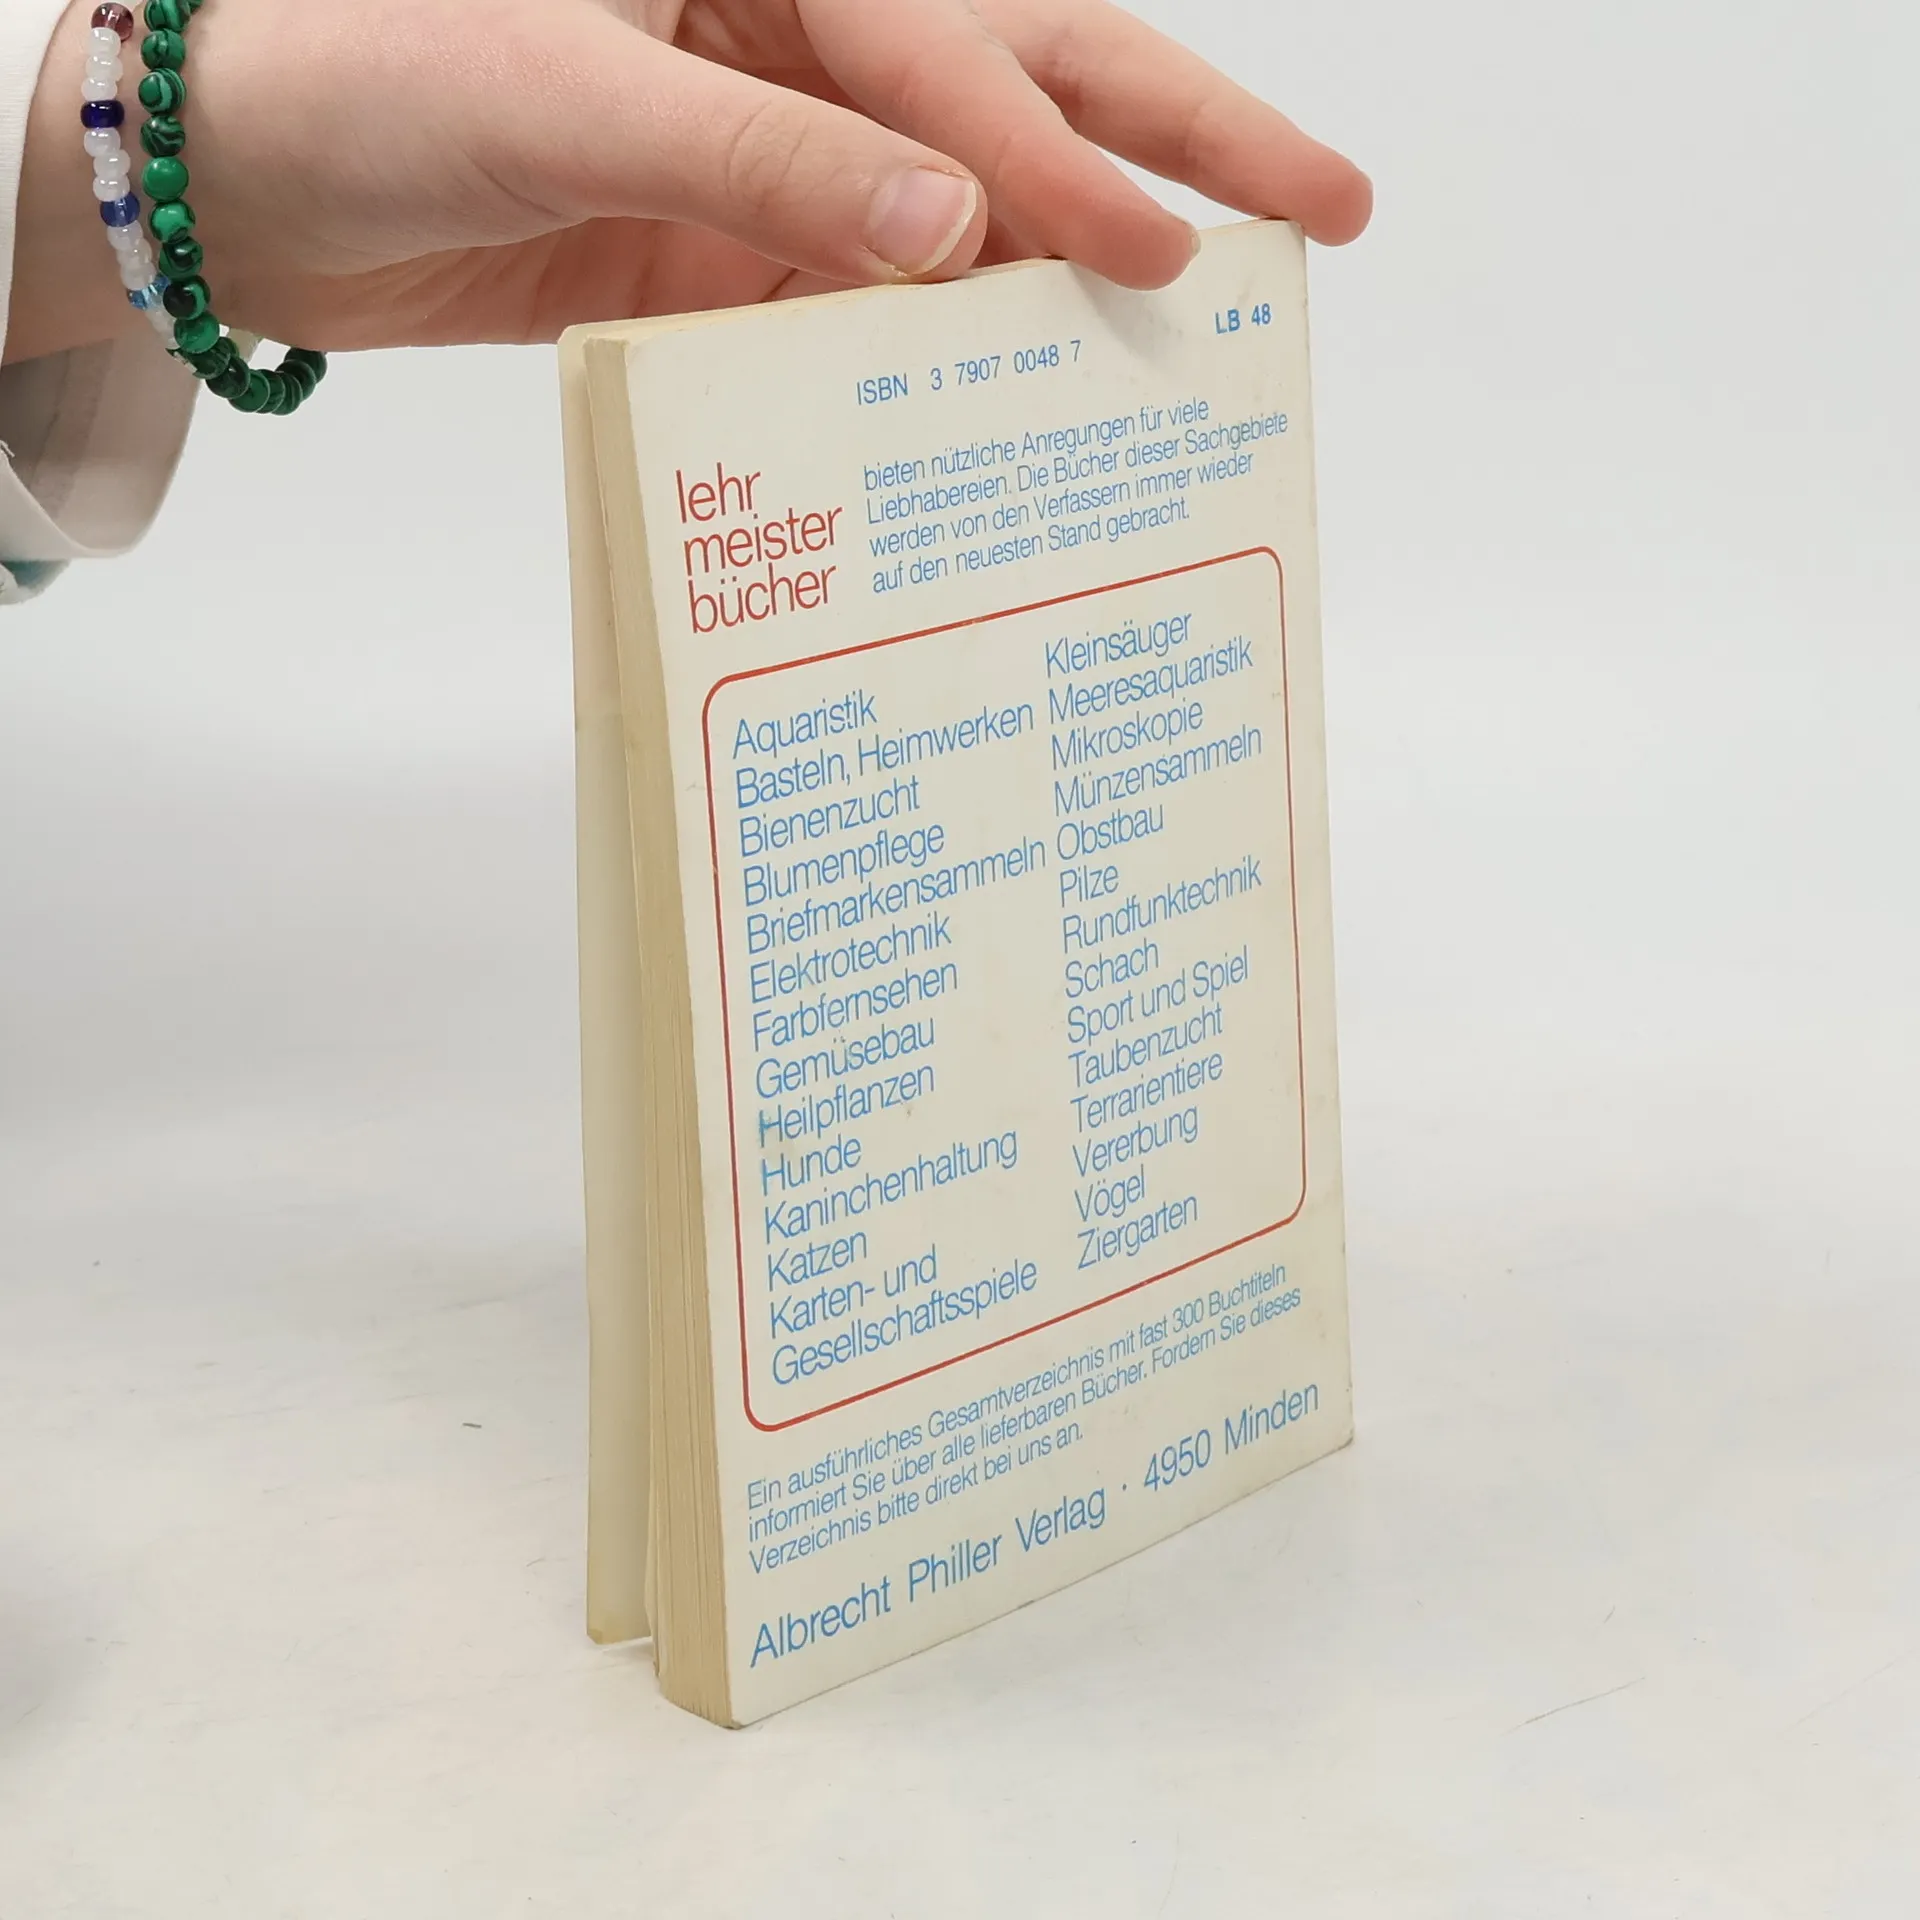 LB 48
ISBN 3 7907 0048 7
lehr
meister
bücher
bieten nützliche Anregungen für viele
Liebhabereien. Die Bücher dieser Sachgebiete
werden von den Verfassern immer wieder
auf den neuesten Stand gebracht.
Aquaristik
Basteln, Heimwerken
Bienenzucht
Blumenpflege
Briefmarkensammeln
Elektrotechnik
Farbfernsehen
Gemüsebau
Heilpflanzen
Hunde
Kaninchenhaltung
Katzen
Karten- und
Gesellschaftsspiele
Kleinsäuger
Meeresaquaristik
Mikroskopie
Münzensammeln
Obstbau
Pilze
Rundfunktechnik
Schach
Sport und Spiel
Taubenzucht
Terrarientiere
Vererbung
Vögel
Ziergarten
Ein ausführliches Gesamtverzeichnis mit fast 300 Buchtiteln
informiert Sie über alle lieferbaren Bücher. Fordern Sie dieses
Verzeichnis bitte direkt bei uns an.
Albrecht Philler Verlag · 4950 Minden